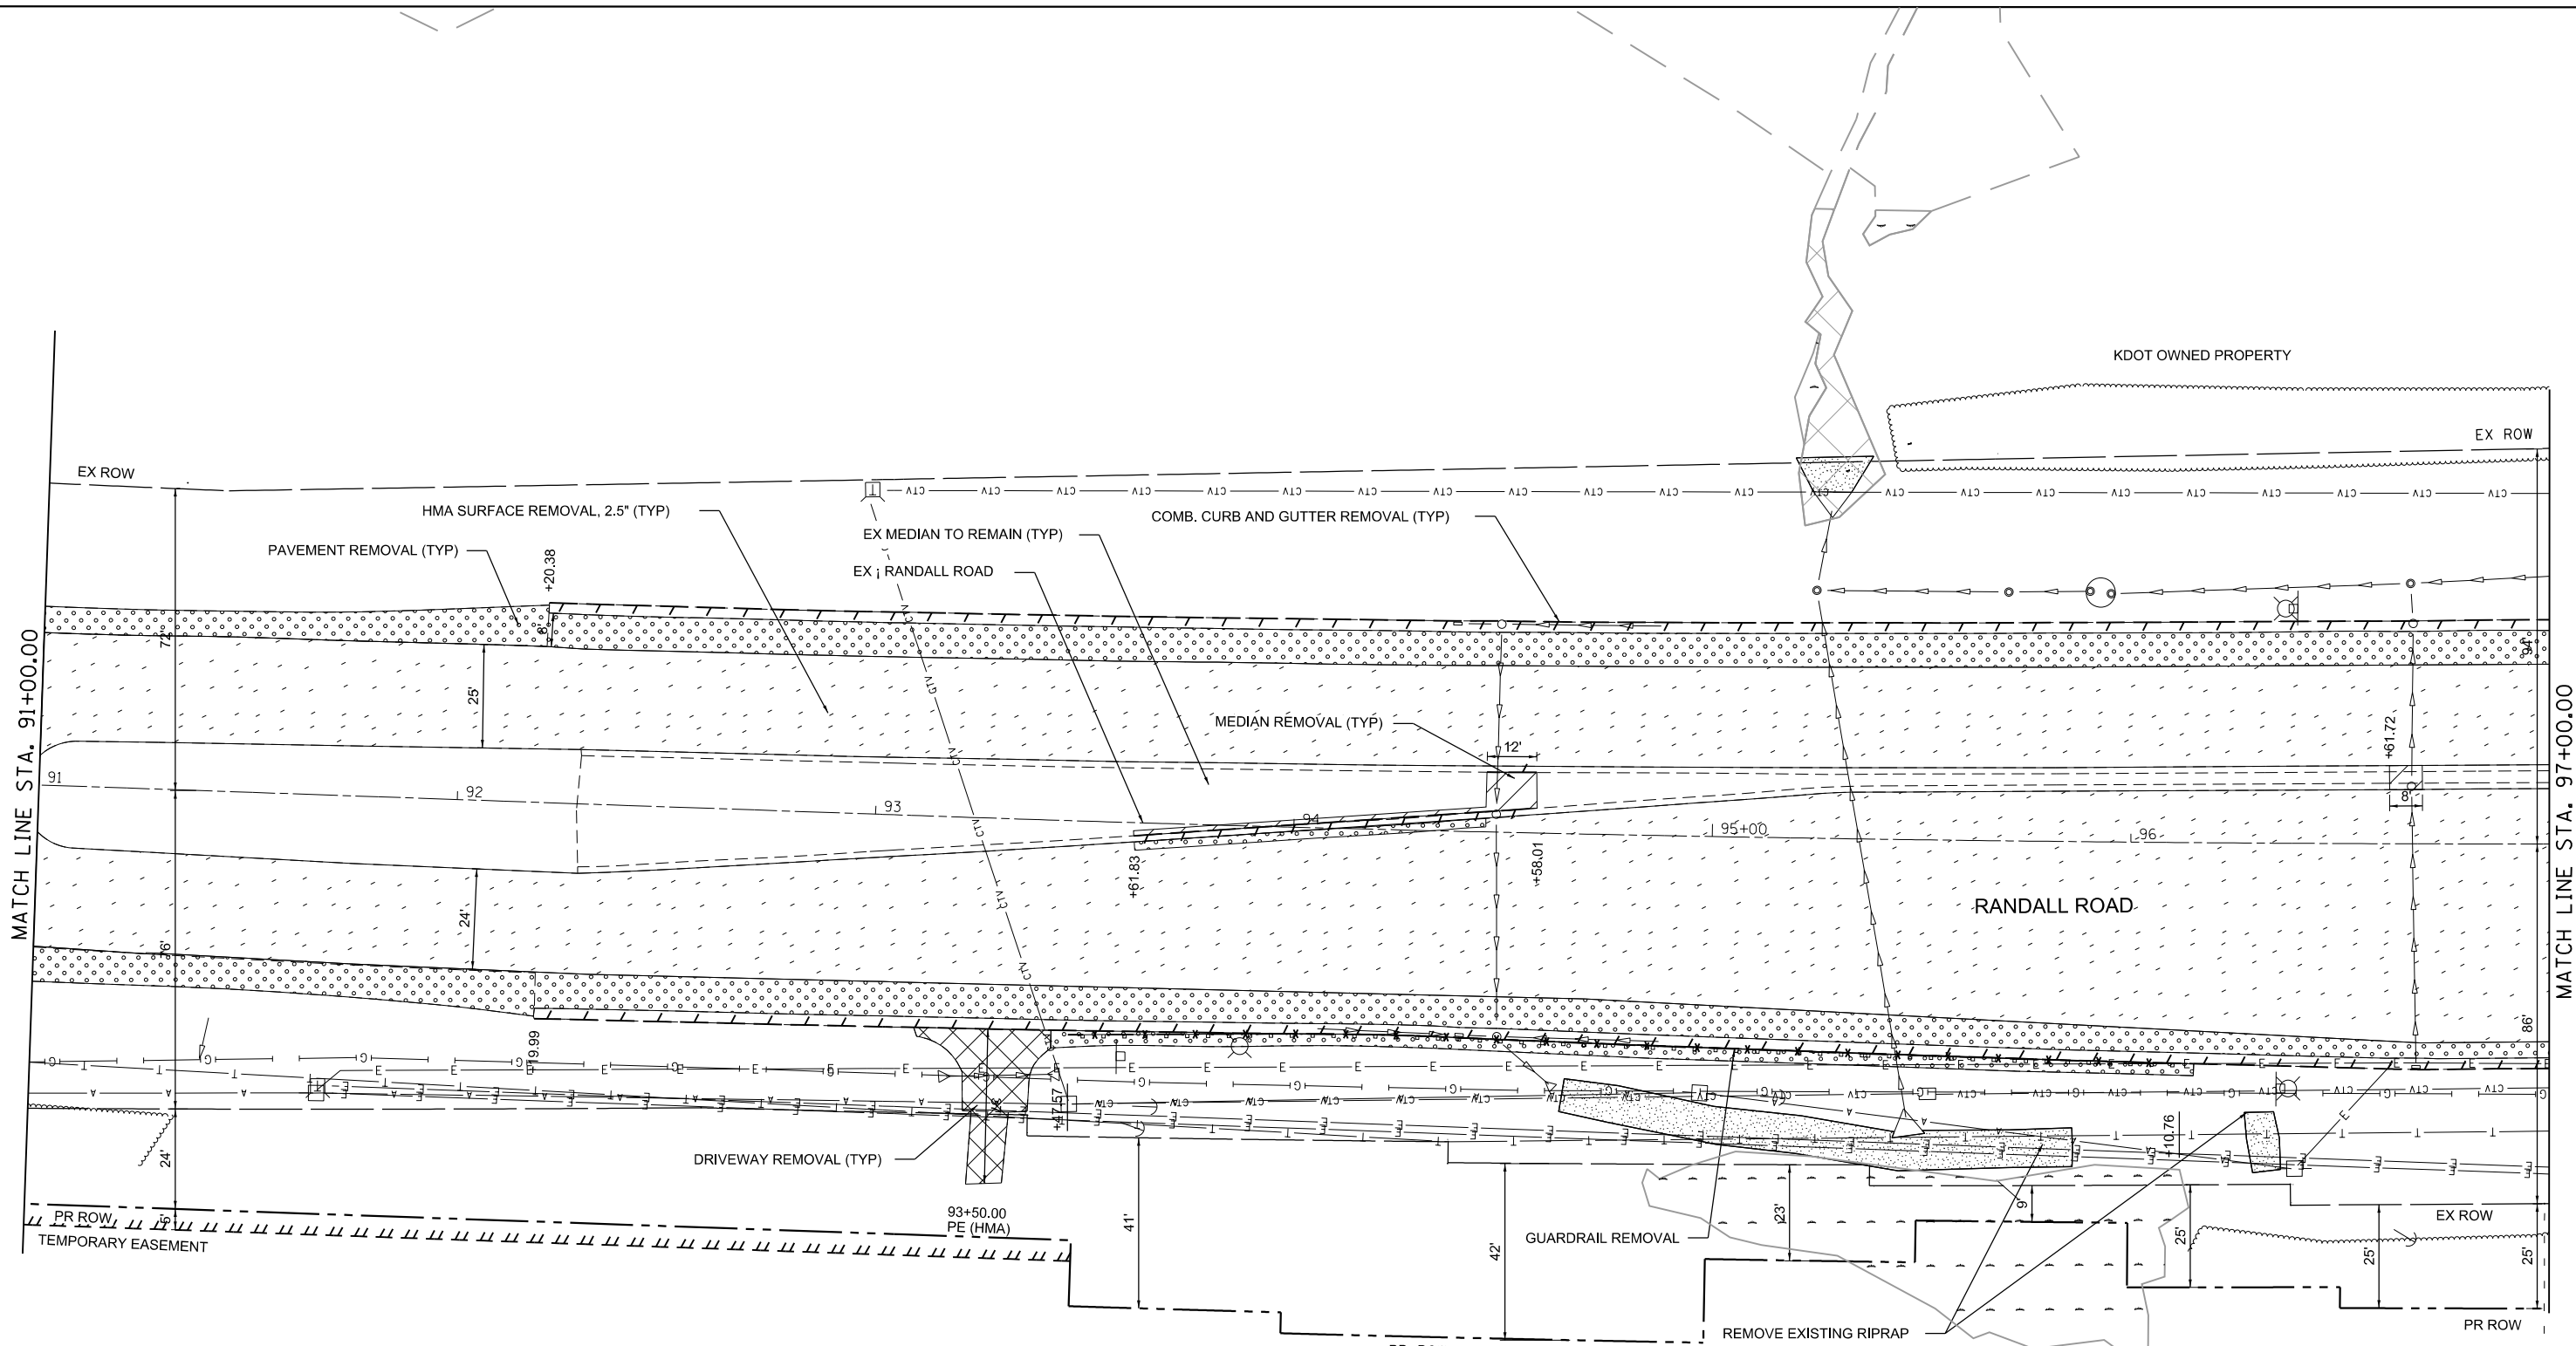 KDOT OWNED PROPERTY
EX ROW
EX ROW
HMA SURFACE REMOVAL, 2.5" (TYP)
COMB. CURB AND GUTTER REMOVAL (TYP)
EX MEDIAN TO REMAIN (TYP)
PAVEMENT REMOVAL (TYP)
EX ¡ RANDALL ROAD
+20.38
8'
72'
94'
25'
MEDIAN REMOVAL (TYP)
12'
+61.72
8'
MATCH LINE STA. 91+00.00
MATCH LINE STA. 97+00.00
91
92
93
94
95+00
96
+61.83
+58.01
RANDALL ROAD
24'
76'
86'
+19.99
+47.57
+10.76
DRIVEWAY REMOVAL (TYP)
24'
93+50.00
PE (HMA)
PR ROW
TEMPORARY EASEMENT
41'
42'
23'
9'
25'
25'
25'
GUARDRAIL REMOVAL
EX ROW
REMOVE EXISTING RIPRAP
PR ROW